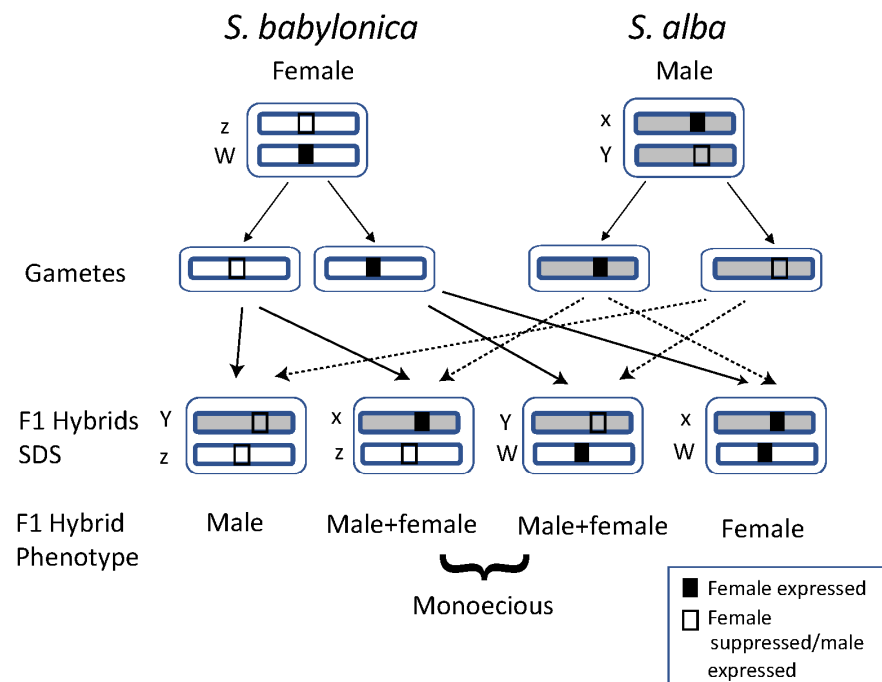 S. babylonica
S. alba
Female
Male
z
W
x
Y
Gametes
F1 Hybrids
SDS
Y
z
x
z
Y
W
x
W
F1 Hybrid
Phenotype
Male
Male+female
Male+female
Female
Monoecious
Female expressed
Female
suppressed/male
expressed